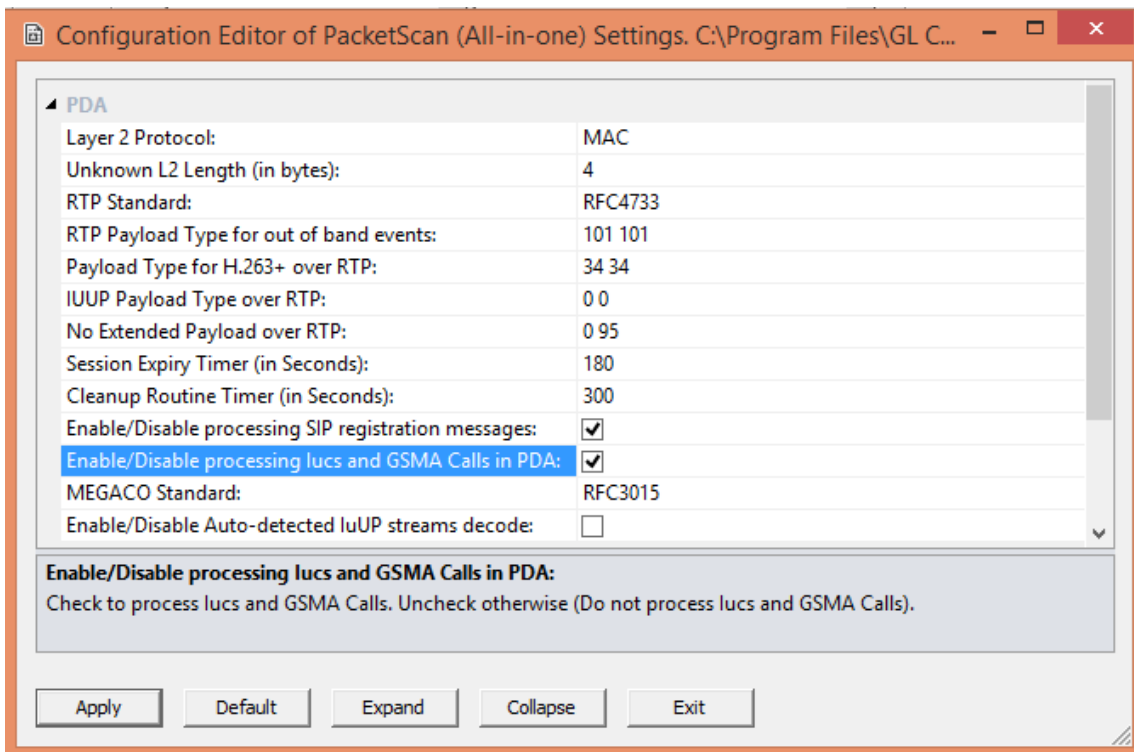 Configuration Editor of PacketScan (All-in-one) Settings. C:\Program Files\GL C...
PDA
Layer 2 Protocol: MAC
Unknown L2 Length (in bytes): 4
RTP Standard: RFC4733
RTP Payload Type for out of band events: 101 101
Payload Type for H.263+ over RTP: 34 34
IUUP Payload Type over RTP: 0 0
No Extended Payload over RTP: 0 95
Session Expiry Timer (in Seconds): 180
Cleanup Routine Timer (in Seconds): 300
Enable/Disable processing SIP registration messages:
Enable/Disable processing Iucs and GSMA Calls in PDA:
MEGACO Standard: RFC3015
Enable/Disable Auto-detected IuUP streams decode:
Enable/Disable processing Iucs and GSMA Calls in PDA:
Check to process Iucs and GSMA Calls. Uncheck otherwise (Do not process Iucs and GSMA Calls).
Apply Default Expand Collapse Exit